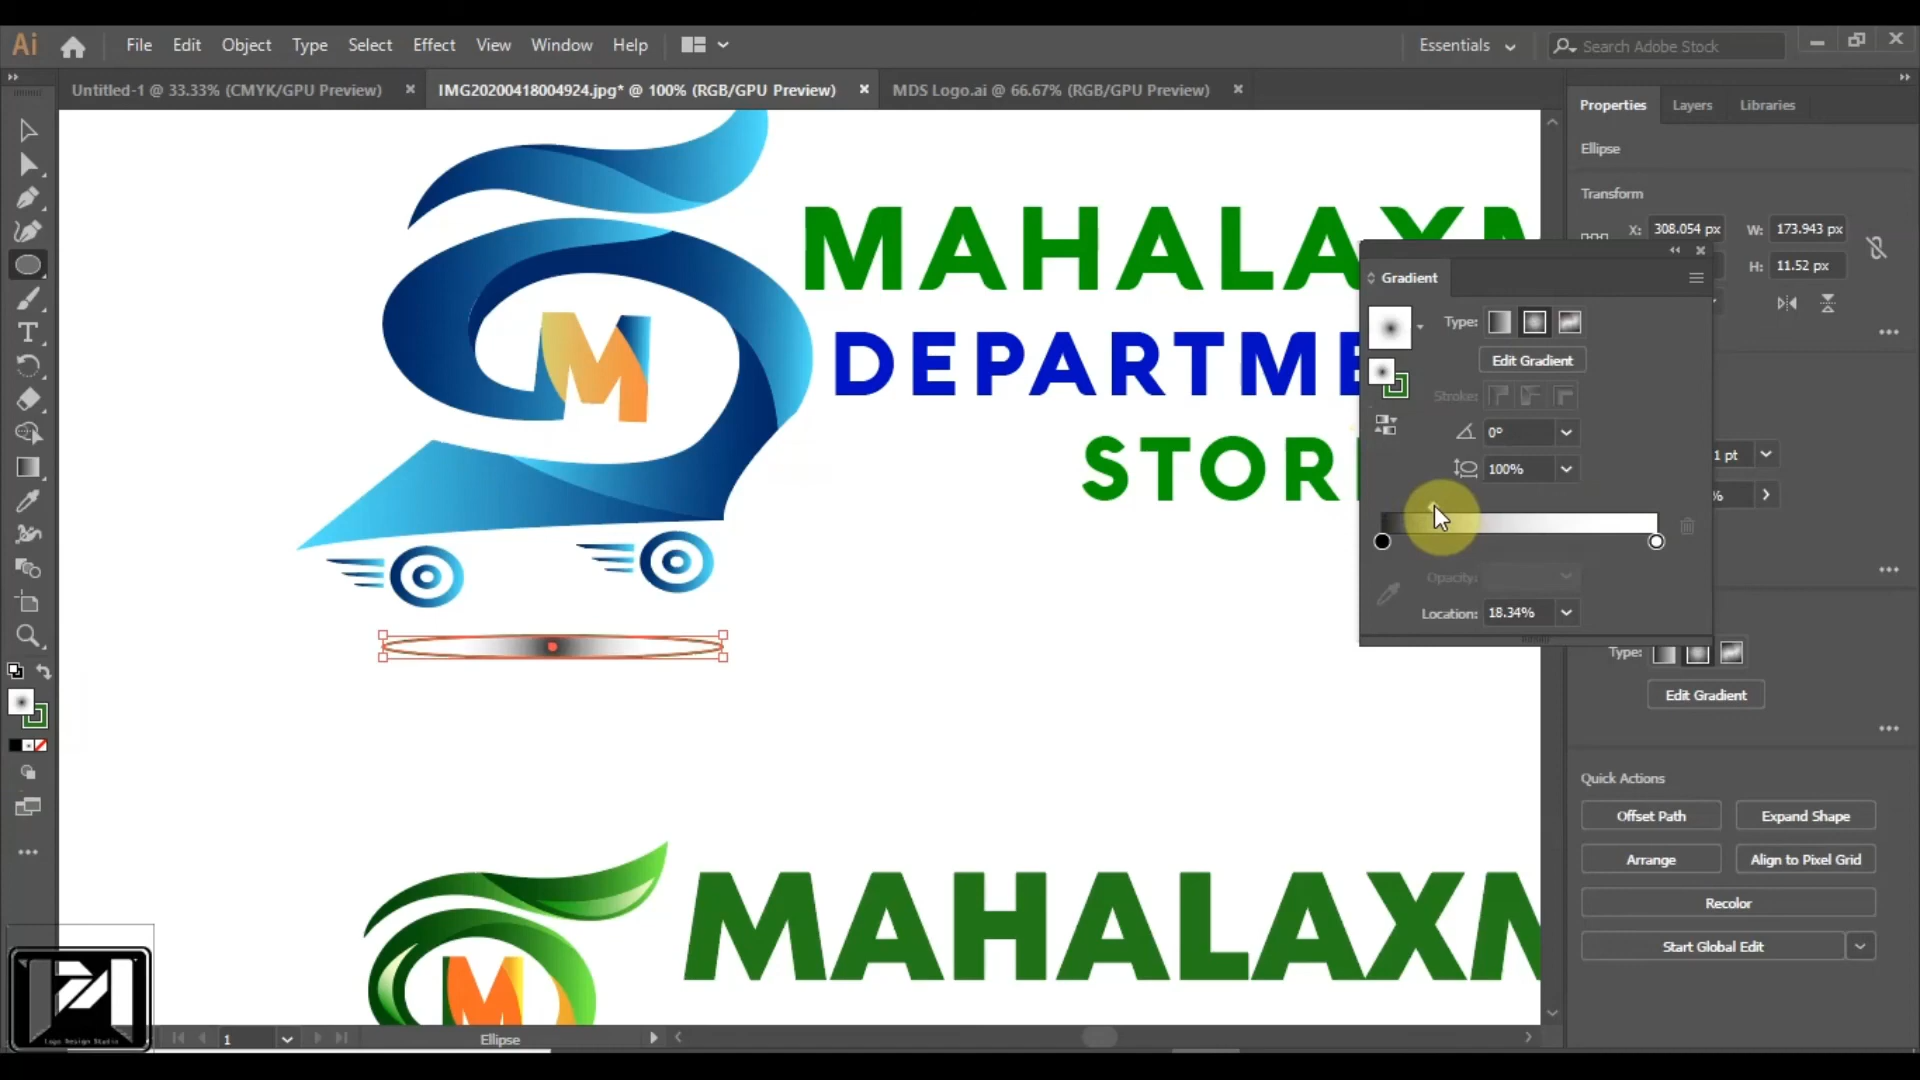 Ai File Edit Object Type Select Effect View Window Help Essentials Search Adobe Stock
Untitled-1 @ 33.33% (CMYK/GPU Preview) × IMG20200418004924.jpg* @ 100% (RGB/GPU Preview) × MDS Logo.ai @ 66.67% (RGB/GPU Preview) ×
Properties Layers Libraries
Ellipse
Transform
X: 308.054 px W: 173.943 px
H: 11.52 px
MAHALAXM
DEPARTME
STOR
M
Gradient
Type:
Edit Gradient
Stroke:
0°
100%
Opacity:
Location: 18.34%
1 pt
%
Type:
Edit Gradient
Quick Actions
Offset Path Expand Shape
Arrange Align to Pixel Grid
Recolor
Start Global Edit
MAHALAXM
M
Logo Design Studio
1 Ellipse